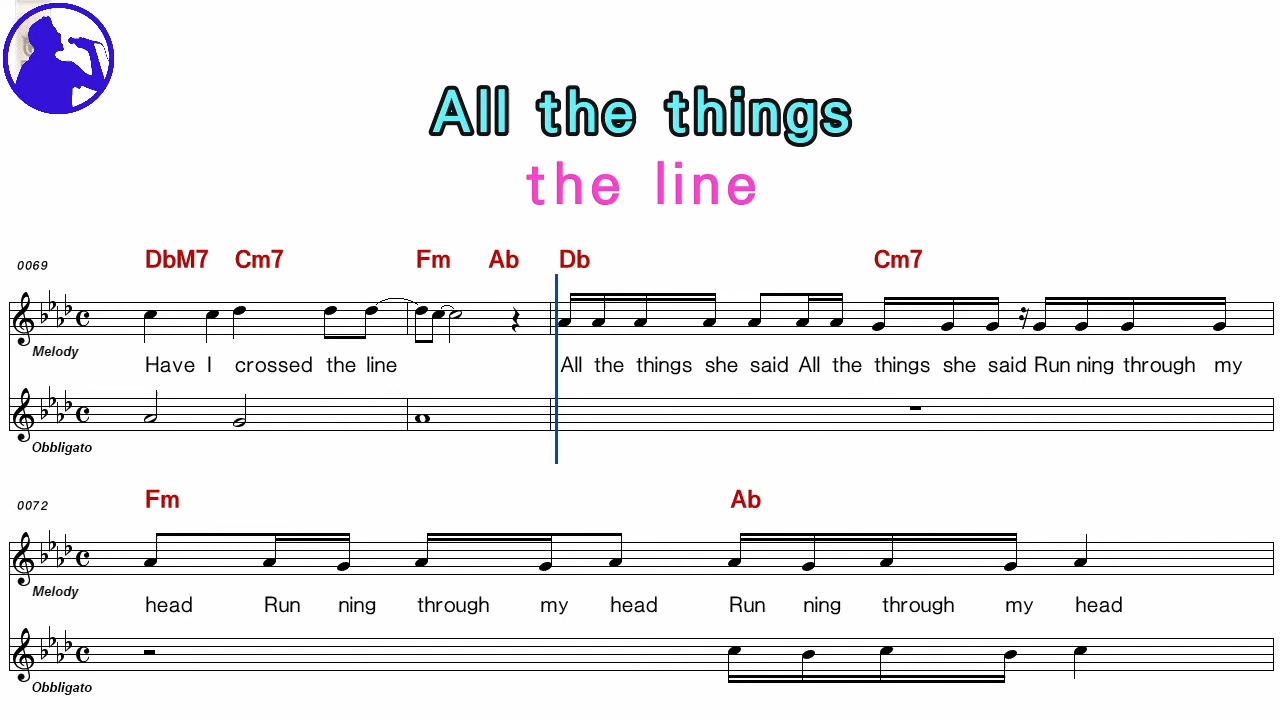 All the things
the line
0069 DbM7 Cm7 Fm Ab Db Cm7
Melody
Have I crossed the line All the things she said All the things she said Run ning through my
Obbligato
0072 Fm Ab
Melody
head Run ning through my head Run ning through my head
Obbligato